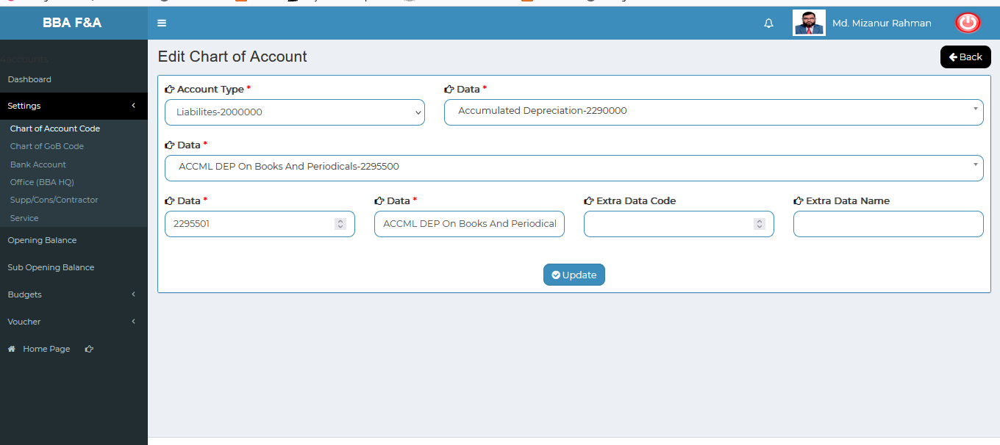 BBA F&A
Md. Mizanur Rahman
Edit Chart of Account
Back
Accounts
Dashboard
Settings
Chart of Account Code
Chart of GoB Code
Bank Account
Office (BBA HQ)
Supp/Cons/Contractor
Service
Opening Balance
Sub Opening Balance
Budgets
Voucher
Home Page
Account Type *
Data *
Liabilites-2000000
Accumulated Depreciation-2290000
Data *
ACCML DEP On Books And Periodicals-2295500
Data *
Data *
Extra Data Code
Extra Data Name
2295501
ACCML DEP On Books And Periodical
Update